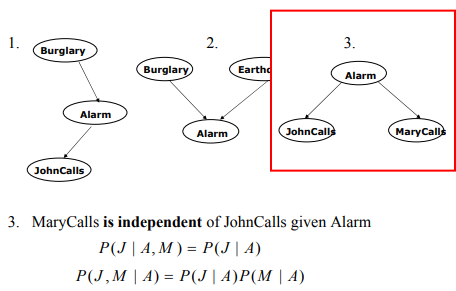 1.
Burglary
Alarm
JohnCalls
2.
Burglary
Earthq
Alarm
3.
Alarm
JohnCalls
MaryCalls
3. MaryCalls is independent of JohnCalls given Alarm
P(J | A, M) = P(J | A)
P(J, M | A) = P(J | A)P(M | A)